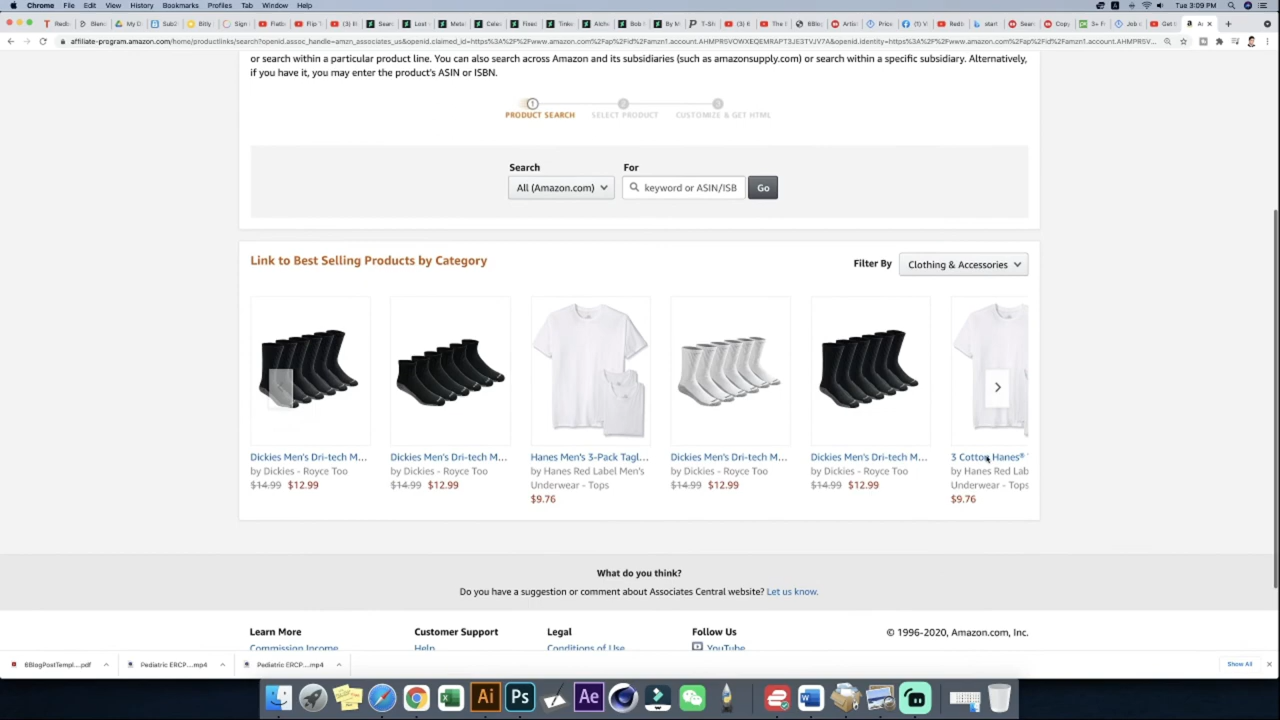 Chrome File Edit View History Bookmarks Profiles Tab Window Help
Tue 3:09 PM
affiliate-program.amazon.com/home/productlinks/search?openid.assoc_handle=amzn_associates_us&openid.claimed_id=https%3A%2F%2Fwww.amazon.com%2Fap%2Fid%2Famzn1.account.AHMPR5VOWXEQEMRAPT3JE3TVJV7A&openid.identity=https%3A%2F%2Fwww.amazon.com%2Fap%2Fid%2Famzn1.account.AHMPR5V...
or search within a particular product line. You can also search across Amazon and its subsidiaries (such as amazonsupply.com) or search within a specific subsidiary. Alternatively,
if you have it, you may enter the product's ASIN or ISBN.
1 2 3
PRODUCT SEARCH SELECT PRODUCT CUSTOMIZE & GET HTML
Search For
All (Amazon.com) keyword or ASIN/ISB Go
Link to Best Selling Products by Category Filter By Clothing & Accessories
Dickies Men's Dri-tech M... Dickies Men's Dri-tech M... Hanes Men's 3-Pack Tagl... Dickies Men's Dri-tech M... Dickies Men's Dri-tech M... 3 Cotton Hanes®
by Dickies - Royce Too by Dickies - Royce Too by Hanes Red Label Men's by Dickies - Royce Too by Dickies - Royce Too by Hanes Red Lab
$14.99 $12.99 $14.99 $12.99 Underwear - Tops $14.99 $12.99 $14.99 $12.99 Underwear - Tops
$9.76 $9.76
What do you think?
Do you have a suggestion or comment about Associates Central website? Let us know.
Learn More Customer Support Legal Follow Us © 1996-2020, Amazon.com, Inc.
Commission Income Help Conditions of Use YouTube
8BlogPostTempl....pdf Pediatric ERCP....mp4 Pediatric ERCP....mp4 Show All
Ai Ps Ae